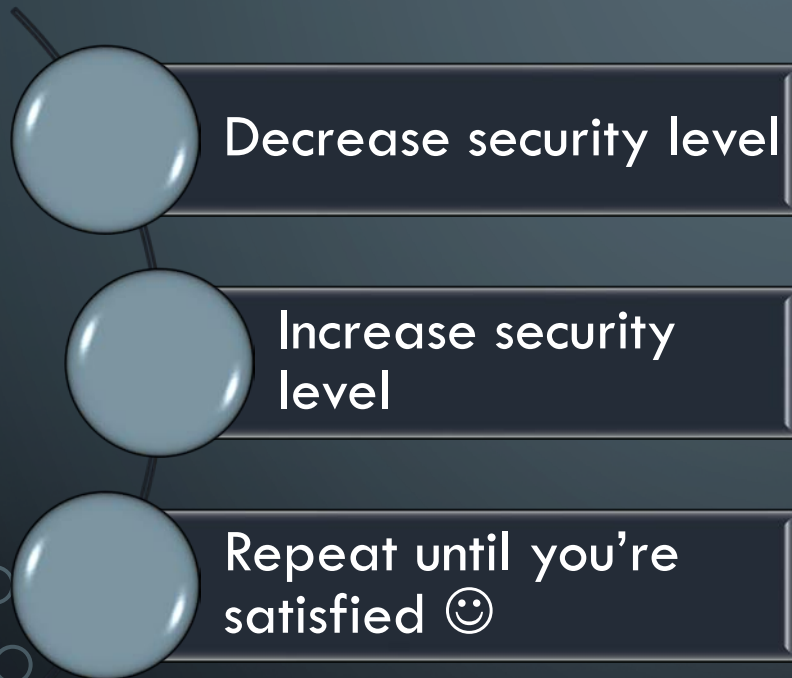 Decrease security level
Increase security
level
Repeat until you’re
satisfied ☺